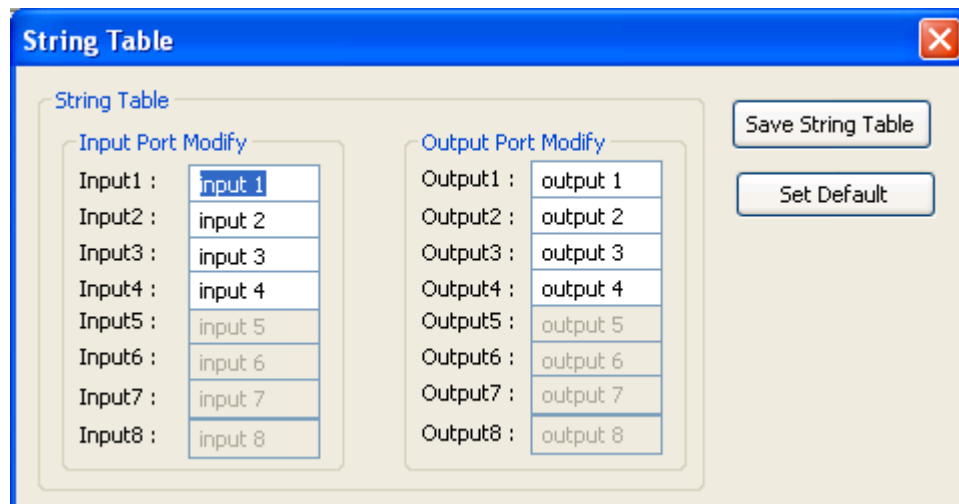 String Table
String Table
Input Port Modify
Input1 : input 1
Input2 : input 2
Input3 : input 3
Input4 : input 4
Input5 : input 5
Input6 : input 6
Input7 : input 7
Input8 : input 8
Output Port Modify
Output1 : output 1
Output2 : output 2
Output3 : output 3
Output4 : output 4
Output5 : output 5
Output6 : output 6
Output7 : output 7
Output8 : output 8
Save String Table
Set Default